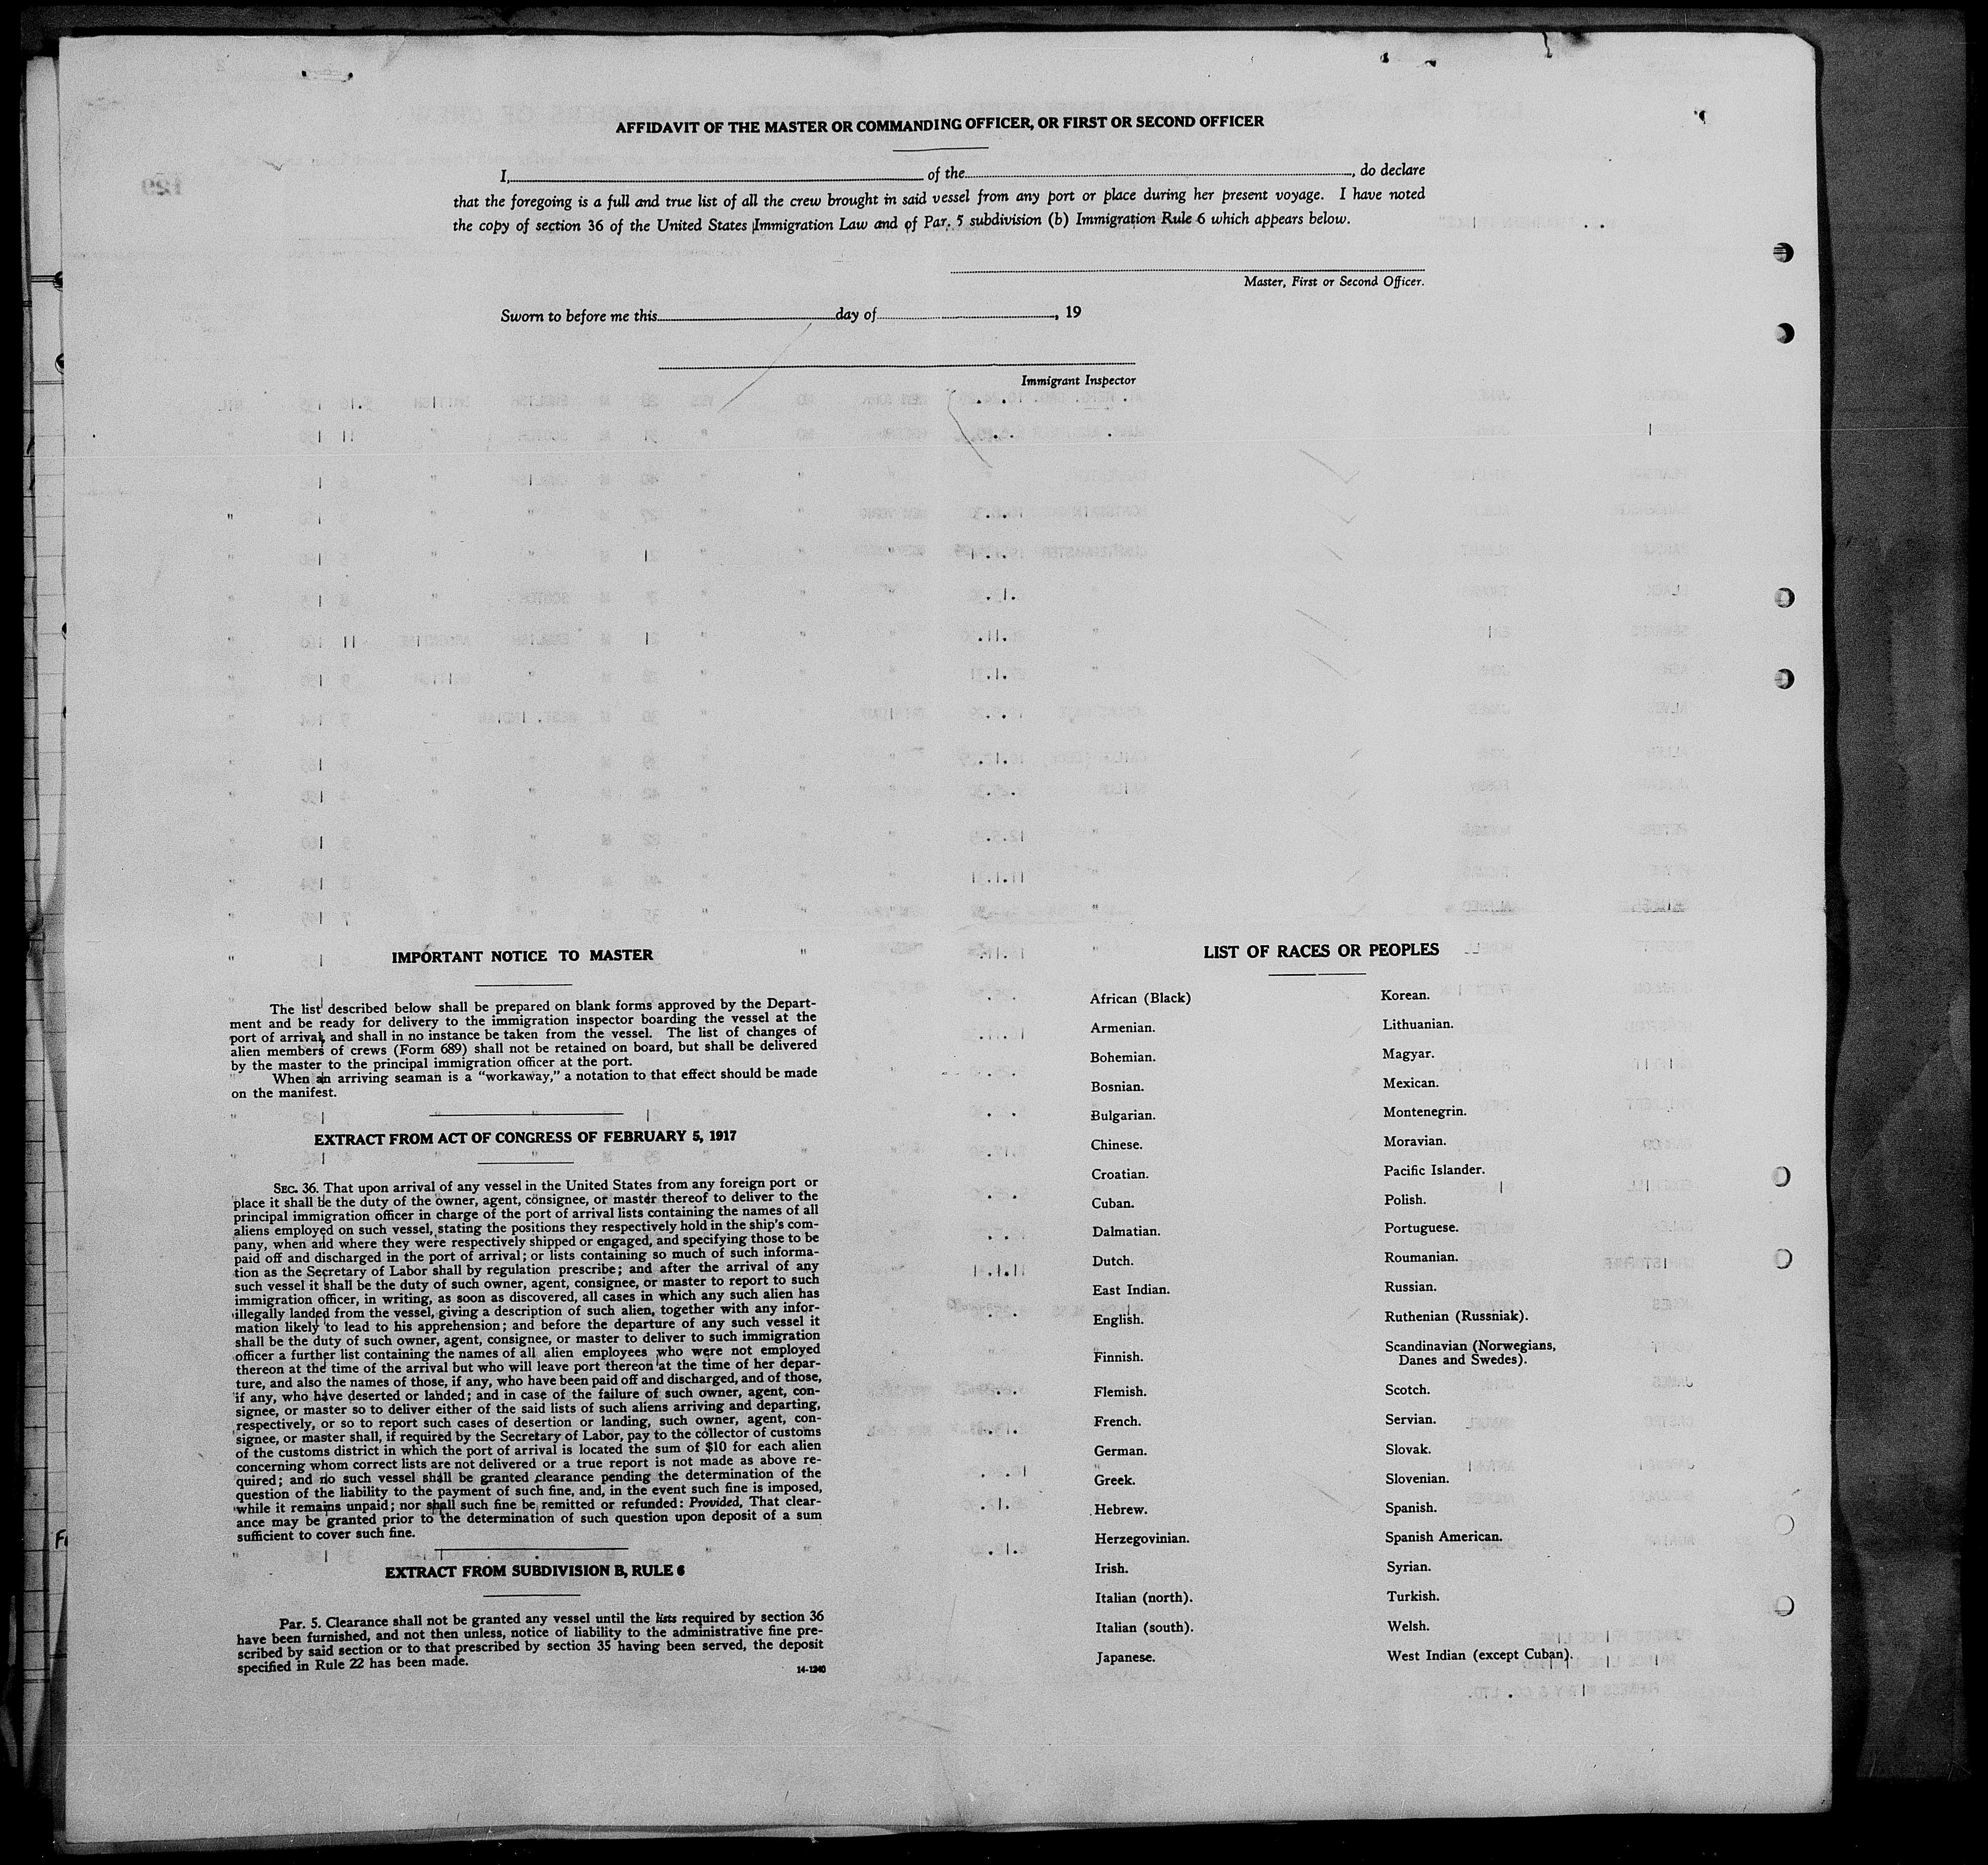 AFFIDAVIT OF THE MASTER OR COMMANDING OFFICER, OR FIRST OR SECOND OFFICER
I, of the , do declare
that the foregoing is a full and true list of all the crew brought in said vessel from any port or place during her present voyage. I have noted
the copy of section 36 of the United States Immigration Law and of Par. 5 subdivision (b) Immigration Rule 6 which appears below.
Master, First or Second Officer.
Sworn to before me this day of , 19
Immigrant Inspector
IMPORTANT NOTICE TO MASTER
The list described below shall be prepared on blank forms approved by the Depart-
ment and be ready for delivery to the immigration inspector boarding the vessel at the
port of arrival, and shall in no instance be taken from the vessel. The list of changes of
alien members of crews (Form 689) shall not be retained on board, but shall be delivered
by the master to the principal immigration officer at the port.
When an arriving seaman is a "workaway," a notation to that effect should be made
on the manifest.
EXTRACT FROM ACT OF CONGRESS OF FEBRUARY 5, 1917
SEC. 36. That upon arrival of any vessel in the United States from any foreign port or
place it shall be the duty of the owner, agent, consignee, or master thereof to deliver to the
principal immigration officer in charge of the port of arrival lists containing the names of all
aliens employed on such vessel, stating the positions they respectively hold in the ship's com-
pany, when and where they were respectively shipped or engaged, and specifying those to be
paid off and discharged in the port of arrival; or lists containing so much of such informa-
tion as the Secretary of Labor shall by regulation prescribe; and after the arrival of any
such vessel it shall be the duty of such owner, agent, consignee, or master to report to such
immigration officer, in writing, as soon as discovered, all cases in which any such alien has
illegally landed from the vessel, giving a description of such alien, together with any infor-
mation likely to lead to his apprehension; and before the departure of any such vessel it
shall be the duty of such owner, agent, consignee, or master to deliver to such immigration
officer a further list containing the names of all alien employees who were not employed
thereon at the time of the arrival but who will leave port thereon at the time of her depar-
ture, and also the names of those, if any, who have been paid off and discharged, and of those,
if any, who have deserted or landed; and in case of the failure of such owner, agent, con-
signee, or master so to deliver either of the said lists of such aliens arriving and departing,
respectively, or so to report such cases of desertion or landing, such owner, agent, con-
signee, or master shall, if required by the Secretary of Labor, pay to the collector of customs
of the customs district in which the port of arrival is located the sum of $10 for each alien
concerning whom correct lists are not delivered or a true report is not made as above re-
quired; and no such vessel shall be granted clearance pending the determination of the
question of the liability to the payment of such fine, and, in the event such fine is imposed,
while it remains unpaid; nor shall such fine be remitted or refunded: Provided, That clear-
ance may be granted prior to the determination of such question upon deposit of a sum
sufficient to cover such fine.
EXTRACT FROM SUBDIVISION B, RULE 6
Par. 5. Clearance shall not be granted any vessel until the lists required by section 36
have been furnished, and not then unless, notice of liability to the administrative fine pre-
scribed by said section or to that prescribed by section 35 having been served, the deposit
specified in Rule 22 has been made.
14-1240
LIST OF RACES OR PEOPLES
African (Black)
Armenian.
Bohemian.
Bosnian.
Bulgarian.
Chinese.
Croatian.
Cuban.
Dalmatian.
Dutch.
East Indian.
English.
Finnish.
Flemish.
French.
German.
Greek.
Hebrew.
Herzegovinian.
Irish.
Italian (north).
Italian (south).
Japanese.
Korean.
Lithuanian.
Magyar.
Mexican.
Montenegrin.
Moravian.
Pacific Islander.
Polish.
Portuguese.
Roumanian.
Russian.
Ruthenian (Russniak).
Scandinavian (Norwegians,
Danes and Swedes).
Scotch.
Servian.
Slovak.
Slovenian.
Spanish.
Spanish American.
Syrian.
Turkish.
Welsh.
West Indian (except Cuban).